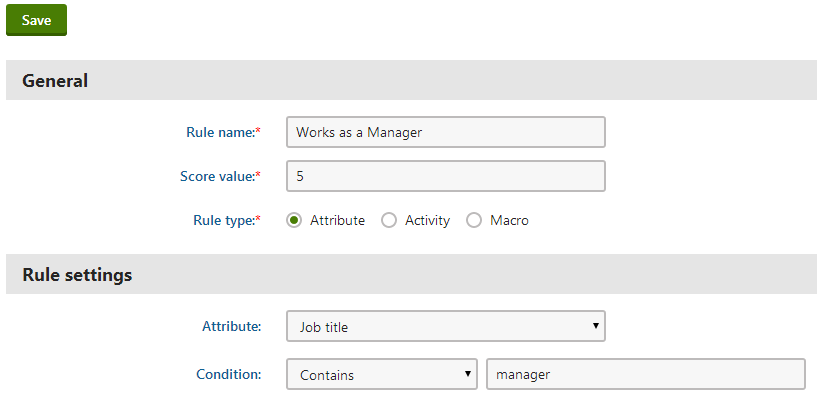 Save
General
Rule name:* Works as a Manager
Score value:* 5
Rule type:* Attribute Activity Macro
Rule settings
Attribute: Job title
Condition: Contains manager